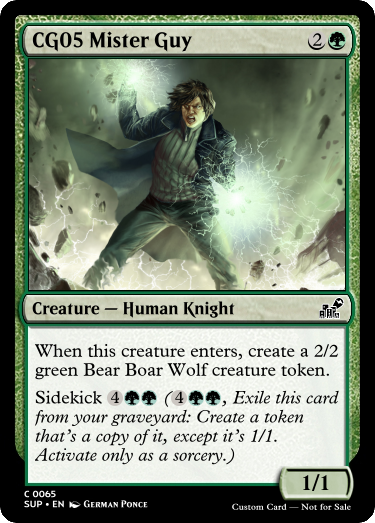 CG05 Mister Guy 2
Creature — Human Knight
When this creature enters, create a 2/2
green Bear Boar Wolf creature token.
Sidekick 4 ( 4, Exile this card
from your graveyard: Create a token
that's a copy of it, except it's 1/1.
Activate only as a sorcery.)
1/1
C 0065
SUP • EN German Ponce
Custom Card — Not for Sale